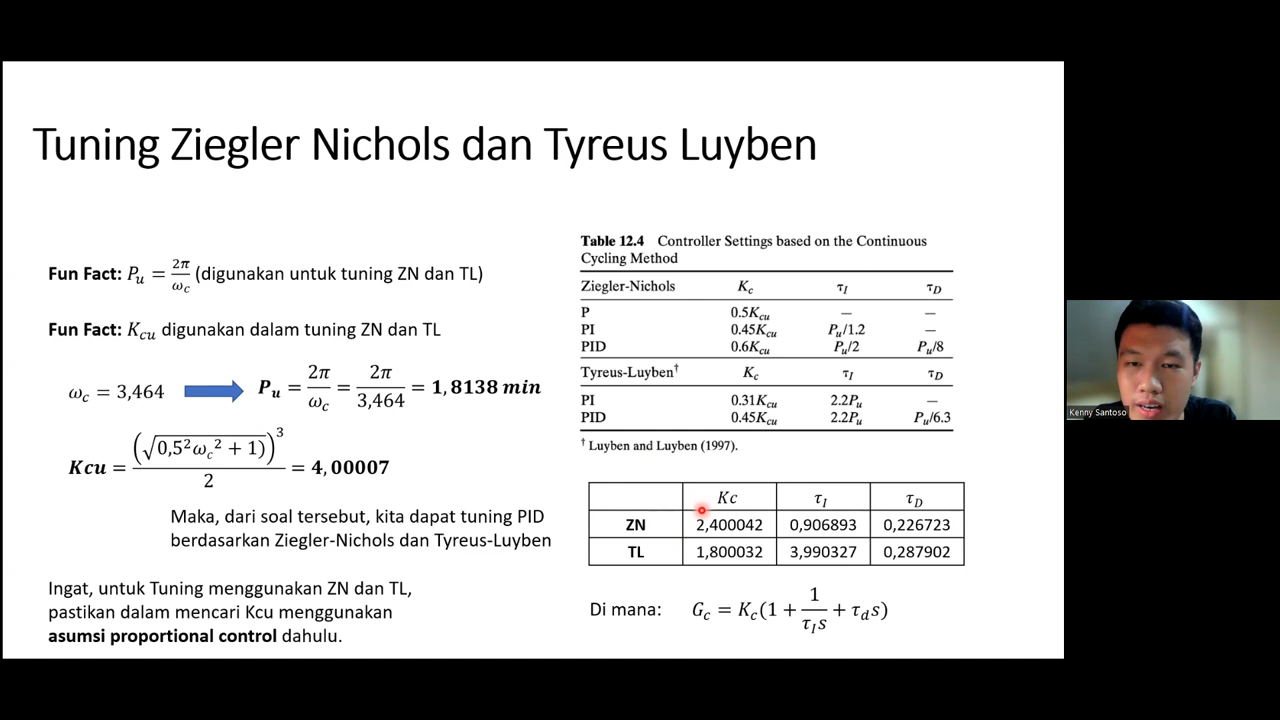 Tuning Ziegler Nichols dan Tyreus Luyben
Fun Fact: P_u = 2π/ω_c (digunakan untuk tuning ZN dan TL)
Fun Fact: K_cu digunakan dalam tuning ZN dan TL
ω_c = 3,464
P_u = 2π/ω_c = 2π/3,464 = 1,8138 min
Kcu = (√(0,5²ω_c² + 1))³/2 = 4,00007
Maka, dari soal tersebut, kita dapat tuning PID
berdasarkan Ziegler-Nichols dan Tyreus-Luyben
Ingat, untuk Tuning menggunakan ZN dan TL,
pastikan dalam mencari Kcu menggunakan
asumsi proportional control dahulu.
Table 12.4 Controller Settings based on the Continuous
Cycling Method
Ziegler-Nichols K_c τ_I τ_D
P 0.5K_cu — —
PI 0.45K_cu P_u/1.2 —
PID 0.6K_cu P_u/2 P_u/8
Tyreus-Luyben† K_c τ_I τ_D
PI 0.31K_cu 2.2P_u —
PID 0.45K_cu 2.2P_u P_u/6.3
† Luyben and Luyben (1997).
Kc τ_I τ_D
ZN 2,400042 0,906893 0,226723
TL 1,800032 3,990327 0,287902
Di mana: G_c = K_c(1 + 1/τ_I s + τ_d s)
Kenny Santoso